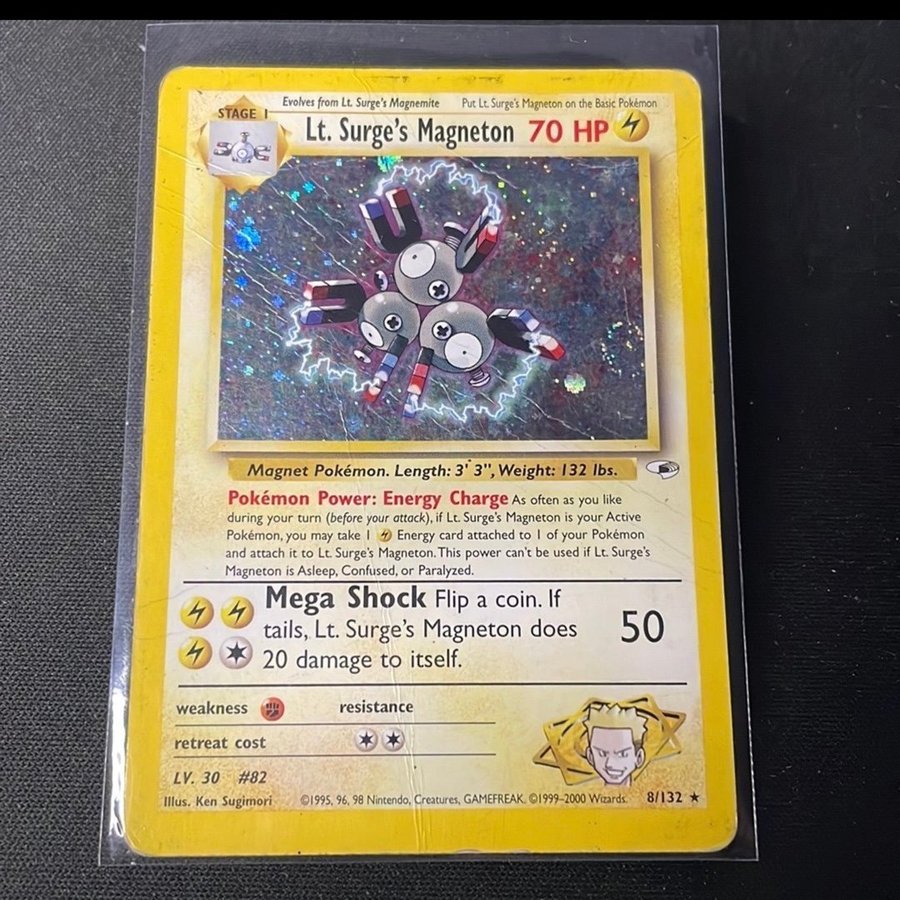 STAGE 1
Evolves from Lt. Surge's Magnemite Put Lt. Surge's Magneton on the Basic Pokémon
Lt. Surge's Magneton 70 HP
Magnet Pokémon. Length: 3' 3", Weight: 132 lbs.
Pokémon Power: Energy Charge As often as you like
during your turn (before your attack), if Lt. Surge's Magneton is your Active
Pokémon, you may take 1 Energy card attached to 1 of your Pokémon
and attach it to Lt. Surge's Magneton. This power can't be used if Lt. Surge's
Magneton is Asleep, Confused, or Paralyzed.
Mega Shock Flip a coin. If
tails, Lt. Surge's Magneton does
20 damage to itself.
50
weakness resistance
retreat cost
LV. 30 #82
Illus. Ken Sugimori ©1995, 96, 98 Nintendo, Creatures, GAMEFREAK. ©1999-2000 Wizards. 8/132 ★